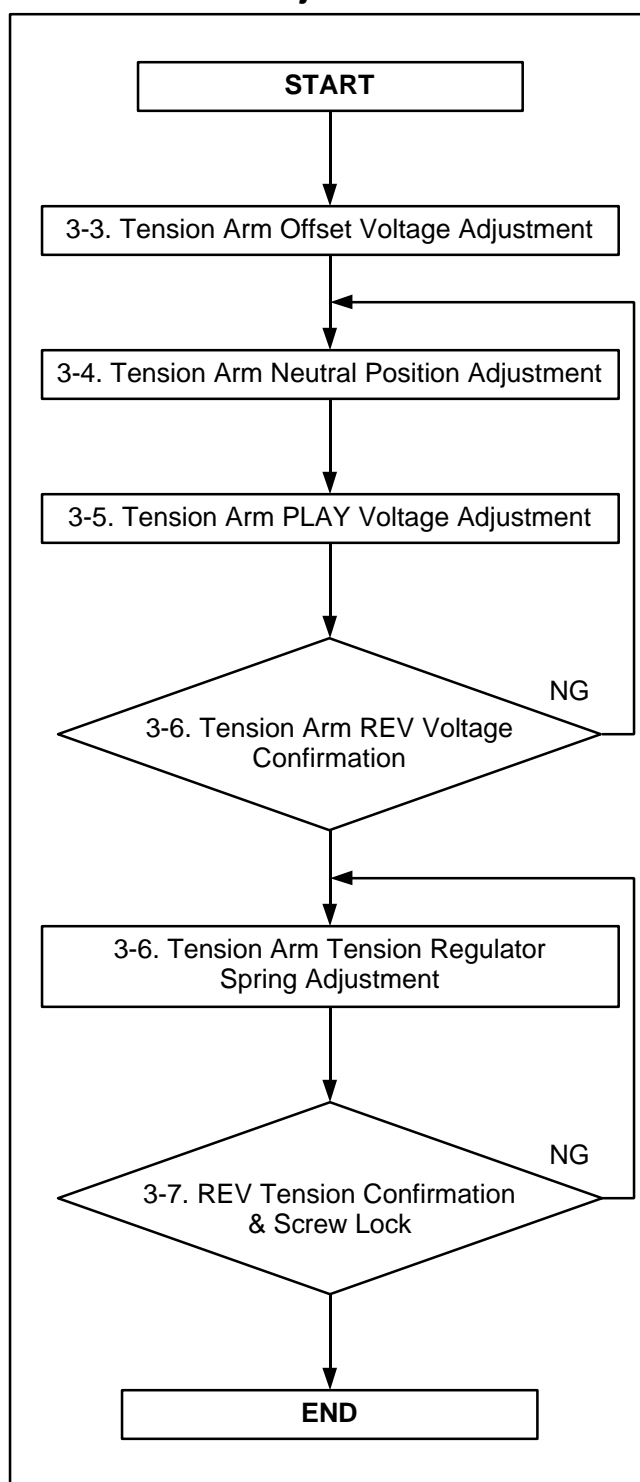 START
3-3. Tension Arm Offset Voltage Adjustment
3-4. Tension Arm Neutral Position Adjustment
3-5. Tension Arm PLAY Voltage Adjustment
NG
3-6. Tension Arm REV Voltage
Confirmation
3-6. Tension Arm Tension Regulator
Spring Adjustment
NG
3-7. REV Tension Confirmation
& Screw Lock
END